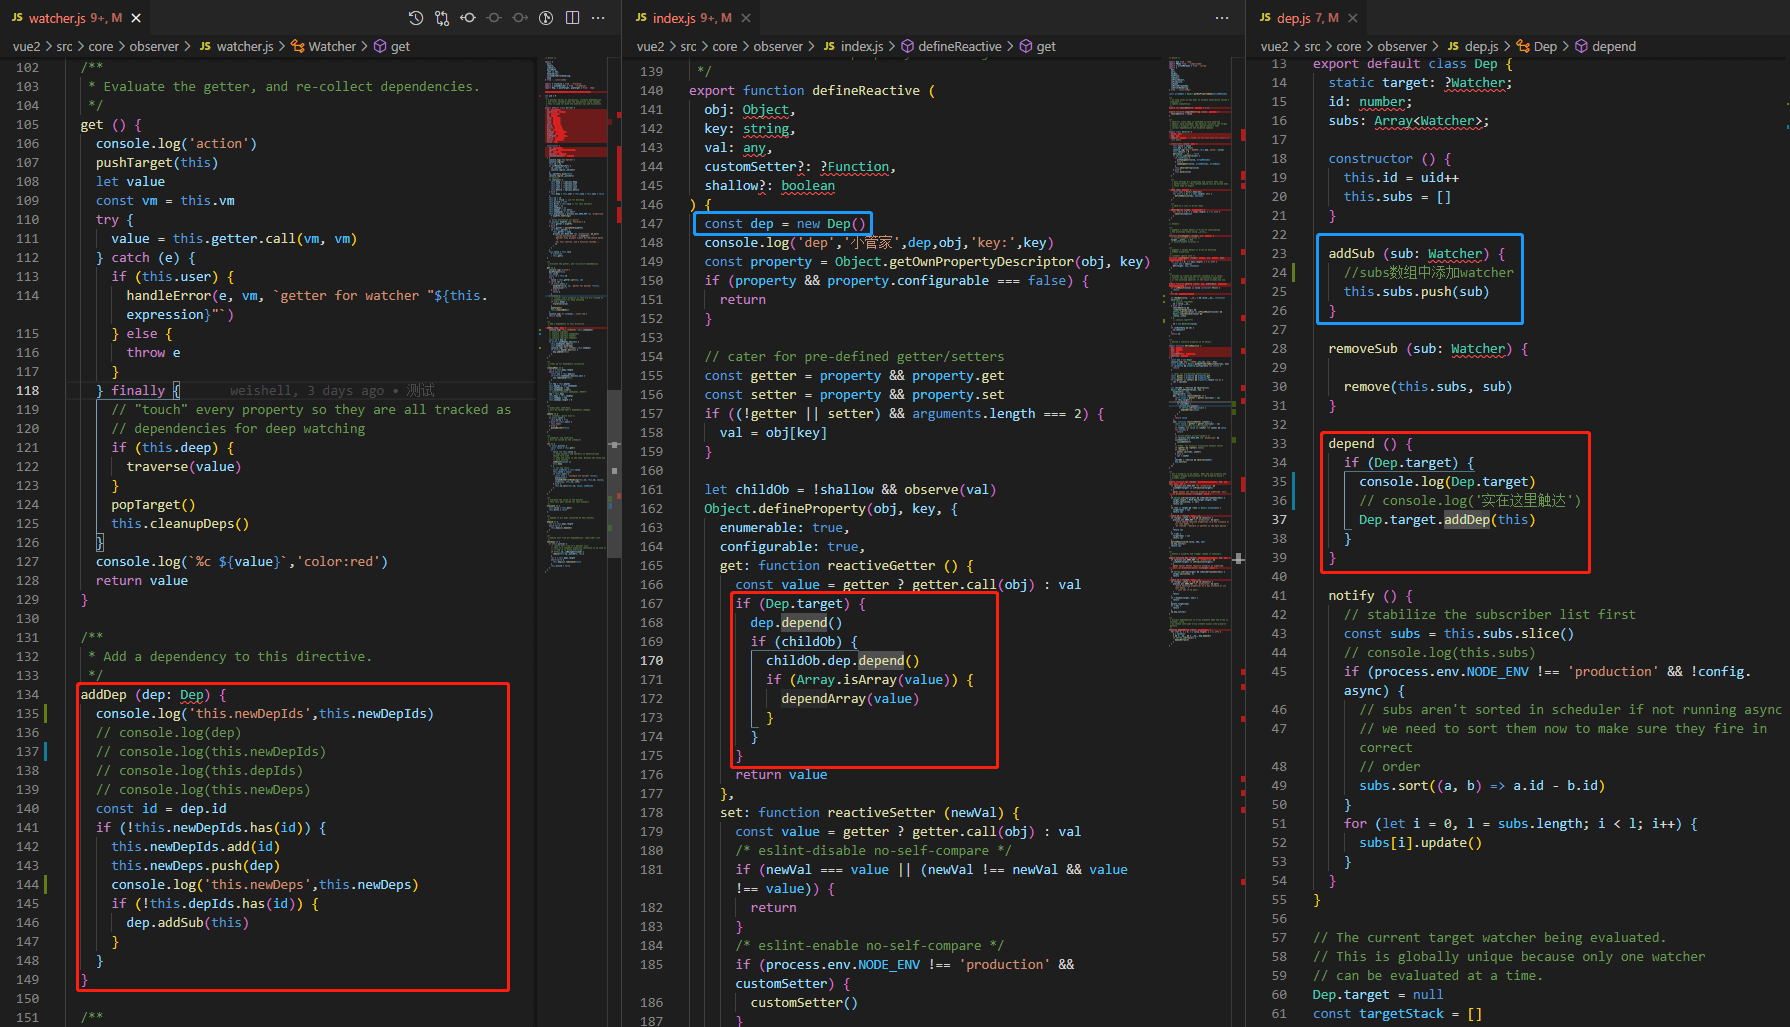 JS watcher.js 9+, M
vue2 > src > core > observer > JS watcher.js > Watcher > get
102 /**
103 * Evaluate the getter, and re-collect dependencies.
104 */
105 get () {
106 console.log('action')
107 pushTarget(this)
108 let value
109 const vm = this.vm
110 try {
111 value = this.getter.call(vm, vm)
112 } catch (e) {
113 if (this.user) {
114 handleError(e, vm, `getter for watcher "${this.
expression}"`)
115 } else {
116 throw e
117 }
118 } finally { weishell, 3 days ago • 测试
119 // "touch" every property so they are all tracked as
120 // dependencies for deep watching
121 if (this.deep) {
122 traverse(value)
123 }
124 popTarget()
125 this.cleanupDeps()
126 }
127 console.log(`%c ${value}`,'color:red')
128 return value
129 }
130
131 /**
132 * Add a dependency to this directive.
133 */
134 addDep (dep: Dep) {
135 console.log('this.newDepIds',this.newDepIds)
136 // console.log(dep)
137 // console.log(this.newDepIds)
138 // console.log(this.depIds)
139 // console.log(this.newDeps)
140 const id = dep.id
141 if (!this.newDepIds.has(id)) {
142 this.newDepIds.add(id)
143 this.newDeps.push(dep)
144 console.log('this.newDeps',this.newDeps)
145 if (!this.depIds.has(id)) {
146 dep.addSub(this)
147 }
148 }
149 }
150
151 /**
JS index.js 9+, M
vue2 > src > core > observer > JS index.js > defineReactive > get
139 */
140 export function defineReactive (
141 obj: Object,
142 key: string,
143 val: any,
144 customSetter?: ?Function,
145 shallow?: boolean
146 ) {
147 const dep = new Dep()
148 console.log('dep','小管家',dep,obj,'key:',key)
149 const property = Object.getOwnPropertyDescriptor(obj, key)
150 if (property && property.configurable === false) {
151 return
152 }
153
154 // cater for pre-defined getter/setters
155 const getter = property && property.get
156 const setter = property && property.set
157 if ((!getter || setter) && arguments.length === 2) {
158 val = obj[key]
159 }
160
161 let childOb = !shallow && observe(val)
162 Object.defineProperty(obj, key, {
163 enumerable: true,
164 configurable: true,
165 get: function reactiveGetter () {
166 const value = getter ? getter.call(obj) : val
167 if (Dep.target) {
168 dep.depend()
169 if (childOb) {
170 childOb.dep.depend()
171 if (Array.isArray(value)) {
172 dependArray(value)
173 }
174 }
175 }
176 return value
177 },
178 set: function reactiveSetter (newVal) {
179 const value = getter ? getter.call(obj) : val
180 /* eslint-disable no-self-compare */
181 if (newVal === value || (newVal !== newVal && value
!== value)) {
182 return
183 }
184 /* eslint-enable no-self-compare */
185 if (process.env.NODE_ENV !== 'production' &&
customSetter) {
186 customSetter()
187 }
JS dep.js 7, M
vue2 > src > core > observer > JS dep.js > Dep > depend
13 export default class Dep {
14 static target: ?Watcher;
15 id: number;
16 subs: Array<Watcher>;
17
18 constructor () {
19 this.id = uid++
20 this.subs = []
21 }
22
23 addSub (sub: Watcher) {
24 //subs数组中添加watcher
25 this.subs.push(sub)
26 }
27
28 removeSub (sub: Watcher) {
29
30 remove(this.subs, sub)
31 }
32
33 depend () {
34 if (Dep.target) {
35 console.log(Dep.target)
36 // console.log('实在这里触达')
37 Dep.target.addDep(this)
38 }
39 }
40
41 notify () {
42 // stabilize the subscriber list first
43 const subs = this.subs.slice()
44 // console.log(this.subs)
45 if (process.env.NODE_ENV !== 'production' && !config.
async) {
46 // subs aren't sorted in scheduler if not running async
47 // we need to sort them now to make sure they fire in
correct
48 // order
49 subs.sort((a, b) => a.id - b.id)
50 }
51 for (let i = 0, l = subs.length; i < l; i++) {
52 subs[i].update()
53 }
54 }
55 }
56
57 // The current target watcher being evaluated.
58 // This is globally unique because only one watcher
59 // can be evaluated at a time.
60 Dep.target = null
61 const targetStack = []